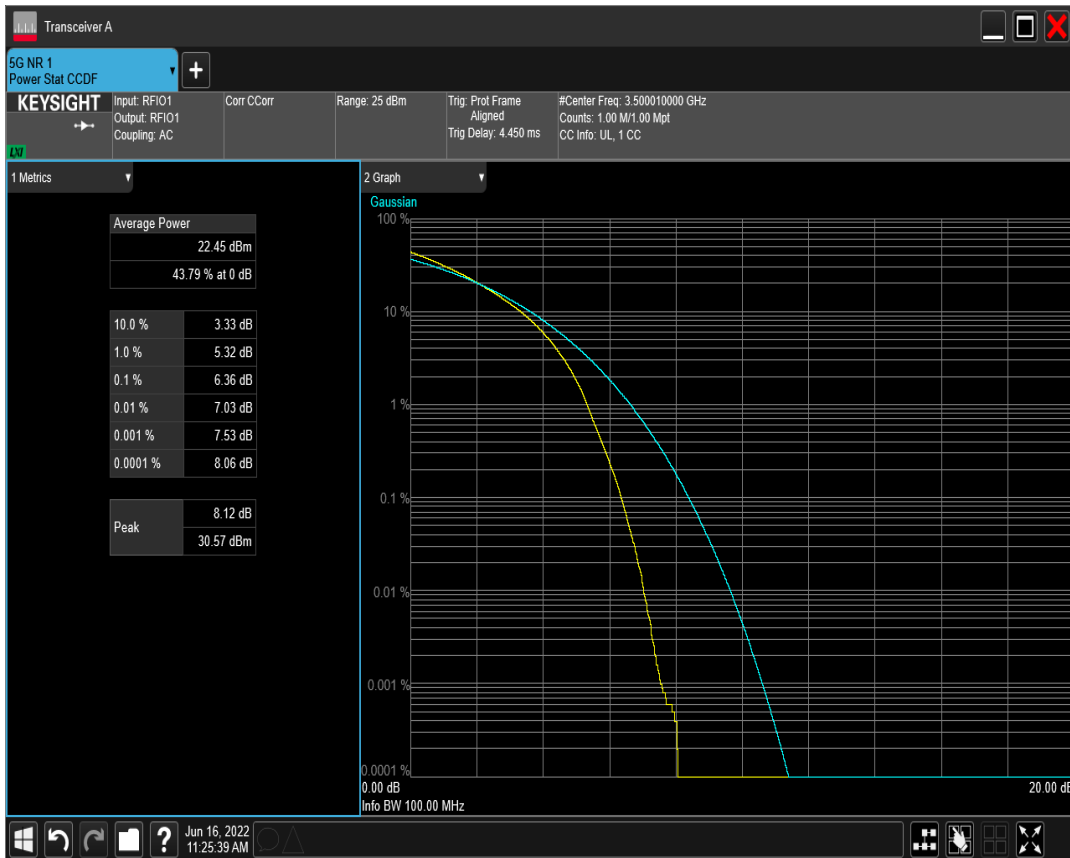 Transceiver A
5G NR 1
Power Stat CCDF
KEYSIGHT
LXI
Input: RFIO1
Output: RFIO1
Coupling: AC
Corr CCorr
Range: 25 dBm
Trig: Prot Frame
Aligned
Trig Delay: 4.450 ms
#Center Freq: 3.500010000 GHz
Counts: 1.00 M/1.00 Mpt
CC Info: UL, 1 CC
1 Metrics
Average Power
22.45 dBm
43.79 % at 0 dB
10.0 % 3.33 dB
1.0 % 5.32 dB
0.1 % 6.36 dB
0.01 % 7.03 dB
0.001 % 7.53 dB
0.0001 % 8.06 dB
Peak
8.12 dB
30.57 dBm
2 Graph
Gaussian
100 %
10 %
1 %
0.1 %
0.01 %
0.001 %
0.0001 %
0.00 dB 20.00 dB
Info BW 100.00 MHz
?
Jun 16, 2022
11:25:39 AM